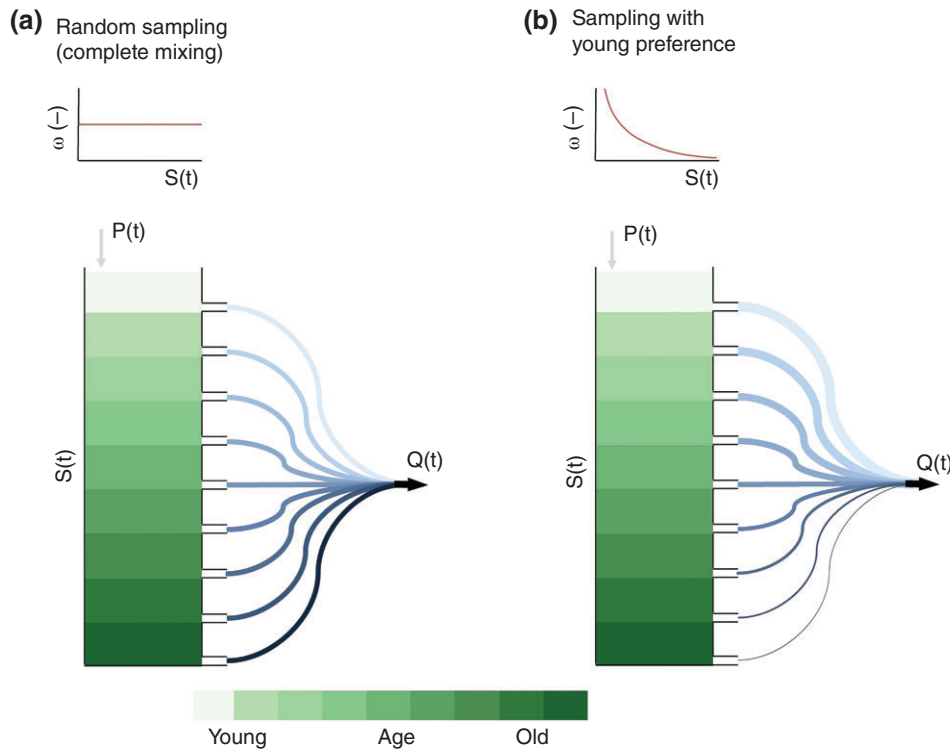 (a) Random sampling
(complete mixing)
ω (–)
S(t)
P(t)
S(t)
Q(t)
(b) Sampling with
young preference
ω (–)
S(t)
P(t)
S(t)
Q(t)
Young Age Old